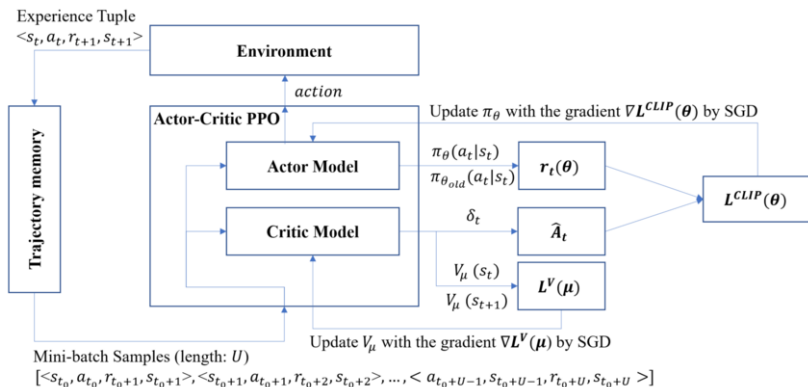 Experience Tuple
<s_t, a_t, r_{t+1}, s_{t+1}>
Environment
action
Actor-Critic PPO
Update π_θ with the gradient ∇L^{CLIP}(θ) by SGD
Trajectory memory
Actor Model
π_θ(a_t|s_t)
π_{θ_old}(a_t|s_t)
r_t(θ)
L^{CLIP}(θ)
Critic Model
δ_t
Â_t
V_μ (s_t)
V_μ (s_{t+1})
L^V(μ)
Update V_μ with the gradient ∇L^V(μ) by SGD
Mini-batch Samples (length: U)
[<s_{t_0}, a_{t_0}, r_{t_0+1}, s_{t_0+1}>, <s_{t_0+1}, a_{t_0+1}, r_{t_0+2}, s_{t_0+2}>, ..., < a_{t_0+U-1}, s_{t_0+U-1}, r_{t_0+U}, s_{t_0+U} >]